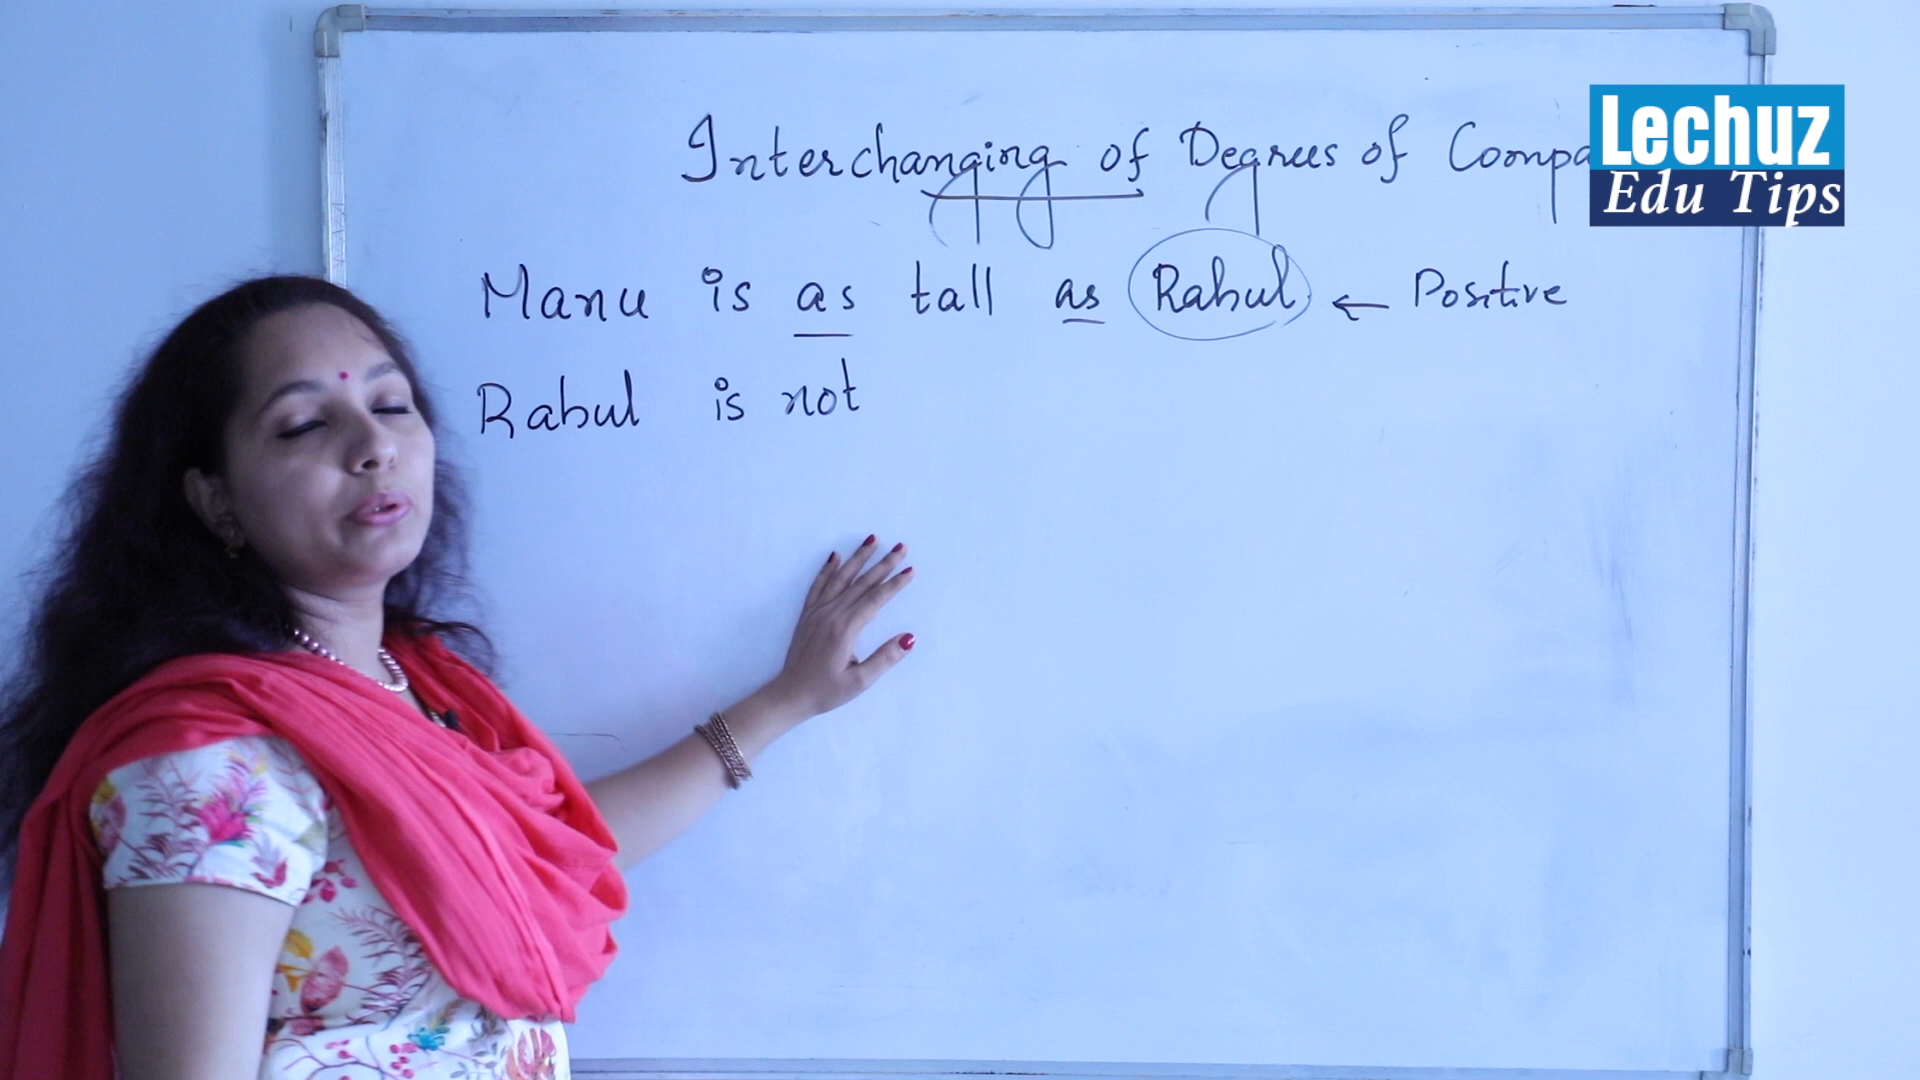 Interchanging of Degrees of Compa
Lechuz
Edu Tips
Manu is as tall as Rahul ← Positive
Rahul is not